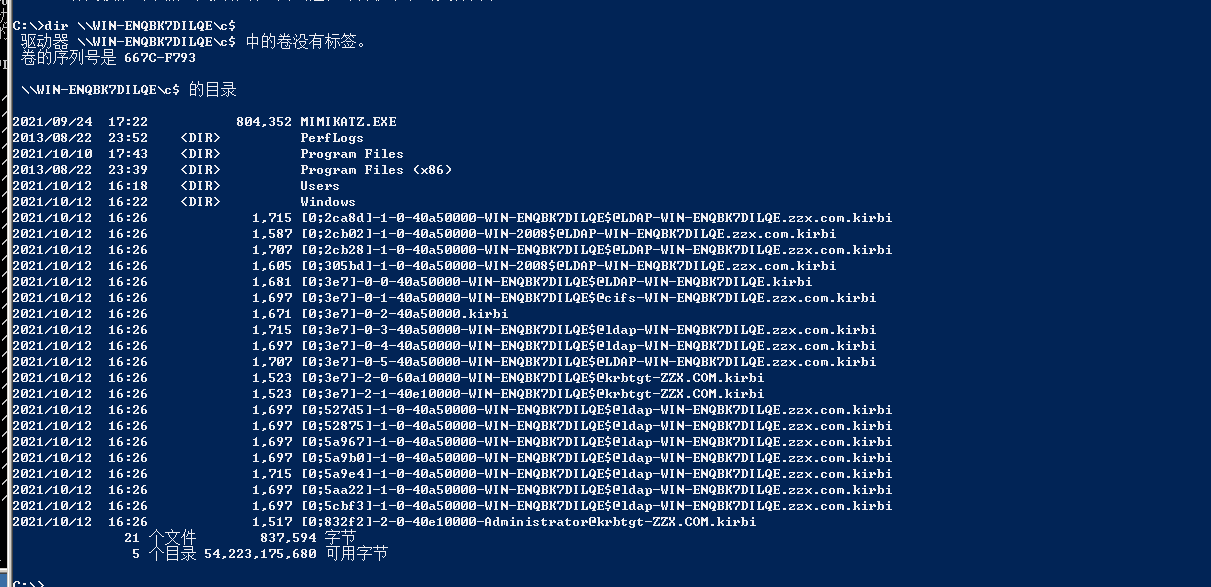 C:\>dir \\WIN-ENQBK7DILQE\c$
驱动器 \\WIN-ENQBK7DILQE\c$ 中的卷没有标签。
卷的序列号是 667C-F793
\\WIN-ENQBK7DILQE\c$ 的目录
2021/09/24  17:22           804,352 MIMIKATZ.EXE
2013/08/22  23:52    <DIR>          PerfLogs
2021/10/10  17:43    <DIR>          Program Files
2013/08/22  23:39    <DIR>          Program Files (x86)
2021/10/12  16:18    <DIR>          Users
2021/10/12  16:22    <DIR>          Windows
2021/10/12  16:26             1,715 [0;2ca8d]-1-0-40a50000-WIN-ENQBK7DILQE$@LDAP-WIN-ENQBK7DILQE.zzx.com.kirbi
2021/10/12  16:26             1,587 [0;2cb02]-1-0-40a50000-WIN-2008$@LDAP-WIN-ENQBK7DILQE.zzx.com.kirbi
2021/10/12  16:26             1,707 [0;2cb28]-1-0-40a50000-WIN-ENQBK7DILQE$@LDAP-WIN-ENQBK7DILQE.zzx.com.kirbi
2021/10/12  16:26             1,605 [0;305bd]-1-0-40a50000-WIN-2008$@LDAP-WIN-ENQBK7DILQE.zzx.com.kirbi
2021/10/12  16:26             1,681 [0;3e7]-0-0-40a50000-WIN-ENQBK7DILQE$@LDAP-WIN-ENQBK7DILQE.kirbi
2021/10/12  16:26             1,697 [0;3e7]-0-1-40a50000-WIN-ENQBK7DILQE$@cifs-WIN-ENQBK7DILQE.zzx.com.kirbi
2021/10/12  16:26             1,671 [0;3e7]-0-2-40a50000.kirbi
2021/10/12  16:26             1,715 [0;3e7]-0-3-40a50000-WIN-ENQBK7DILQE$@ldap-WIN-ENQBK7DILQE.zzx.com.kirbi
2021/10/12  16:26             1,697 [0;3e7]-0-4-40a50000-WIN-ENQBK7DILQE$@ldap-WIN-ENQBK7DILQE.zzx.com.kirbi
2021/10/12  16:26             1,707 [0;3e7]-0-5-40a50000-WIN-ENQBK7DILQE$@LDAP-WIN-ENQBK7DILQE.zzx.com.kirbi
2021/10/12  16:26             1,523 [0;3e7]-2-0-60a10000-WIN-ENQBK7DILQE$@krbtgt-ZZX.COM.kirbi
2021/10/12  16:26             1,523 [0;3e7]-2-1-40e10000-WIN-ENQBK7DILQE$@krbtgt-ZZX.COM.kirbi
2021/10/12  16:26             1,697 [0;527d5]-1-0-40a50000-WIN-ENQBK7DILQE$@ldap-WIN-ENQBK7DILQE.zzx.com.kirbi
2021/10/12  16:26             1,697 [0;52875]-1-0-40a50000-WIN-ENQBK7DILQE$@ldap-WIN-ENQBK7DILQE.zzx.com.kirbi
2021/10/12  16:26             1,697 [0;5a967]-1-0-40a50000-WIN-ENQBK7DILQE$@ldap-WIN-ENQBK7DILQE.zzx.com.kirbi
2021/10/12  16:26             1,697 [0;5a9b0]-1-0-40a50000-WIN-ENQBK7DILQE$@ldap-WIN-ENQBK7DILQE.zzx.com.kirbi
2021/10/12  16:26             1,715 [0;5a9e4]-1-0-40a50000-WIN-ENQBK7DILQE$@ldap-WIN-ENQBK7DILQE.zzx.com.kirbi
2021/10/12  16:26             1,697 [0;5aa22]-1-0-40a50000-WIN-ENQBK7DILQE$@ldap-WIN-ENQBK7DILQE.zzx.com.kirbi
2021/10/12  16:26             1,697 [0;5cbf3]-1-0-40a50000-WIN-ENQBK7DILQE$@ldap-WIN-ENQBK7DILQE.zzx.com.kirbi
2021/10/12  16:26             1,517 [0;832f2]-2-0-40e10000-Administrator@krbtgt-ZZX.COM.kirbi
21 个文件        837,594 字节
5 个目录 54,223,175,680 可用字节
C:\>